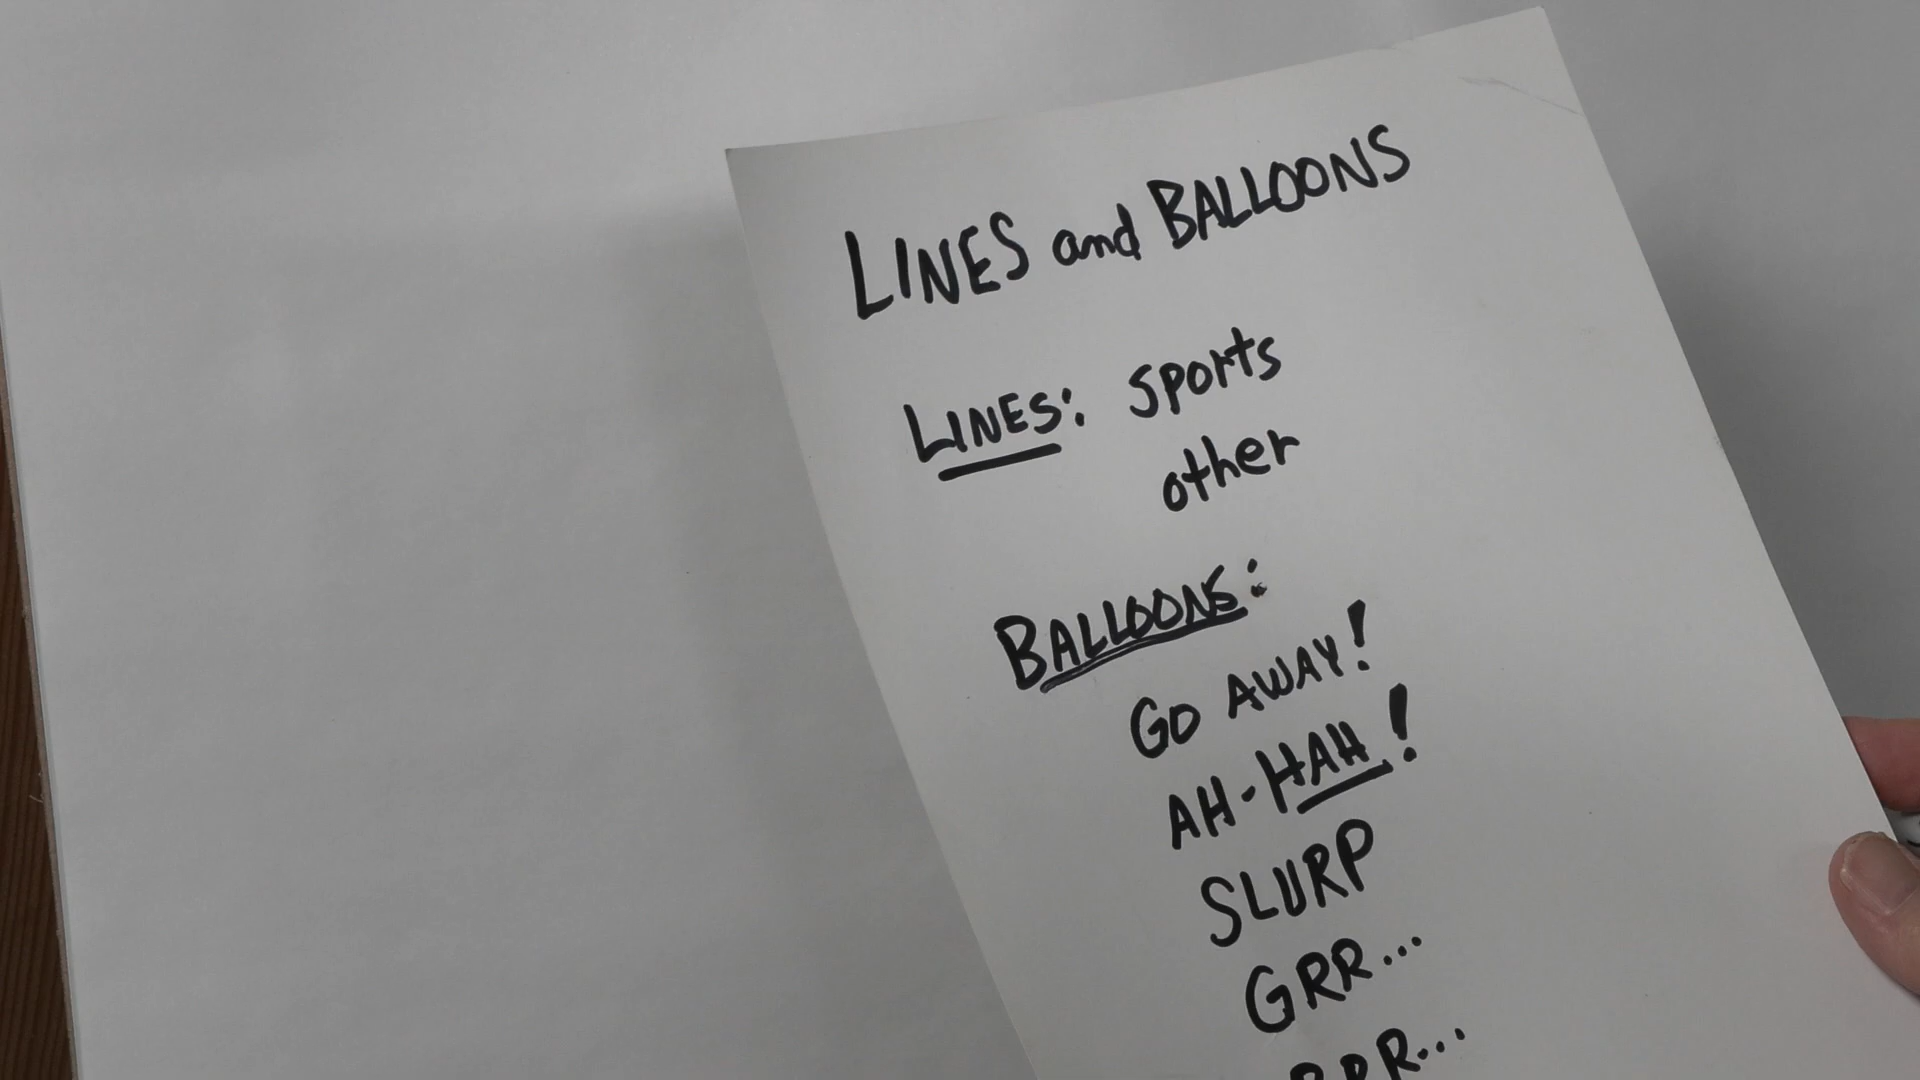 LINES and BALLOONS
LINES: sports
other
BALLOONS:
GO AWAY!
AH-HAH!
SLURP
GRR...